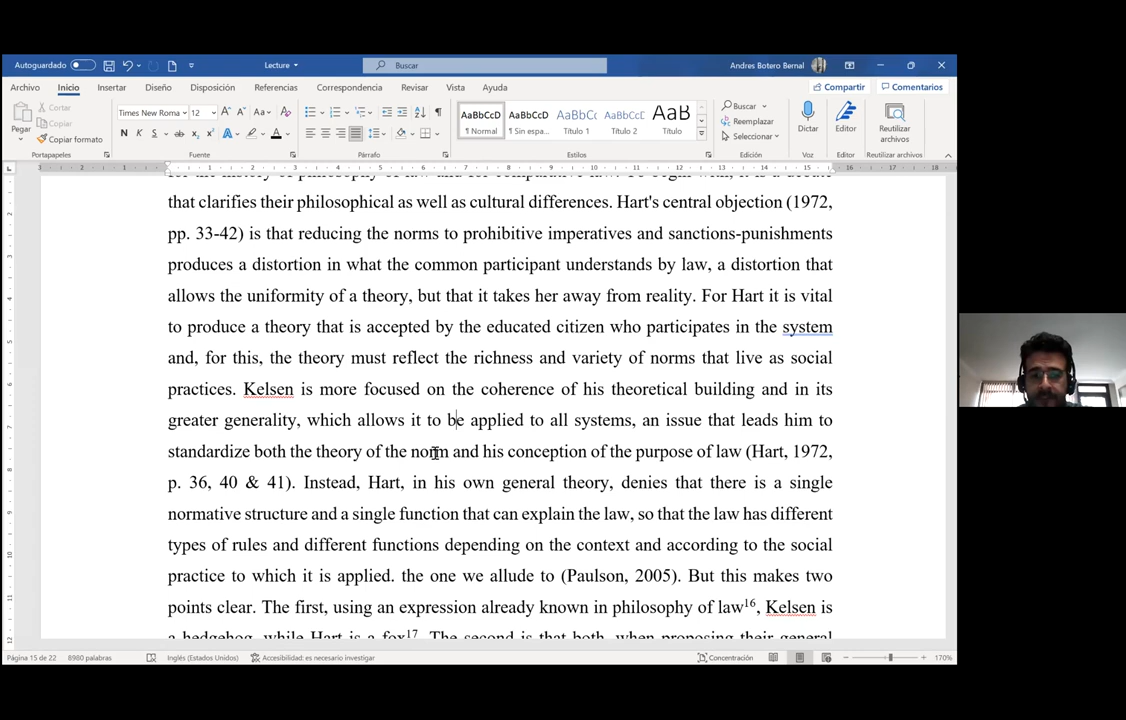 Autoguardado
Lecture
Buscar
Andres Botero Bernal
Archivo Inicio Insertar Diseño Disposición Referencias Correspondencia Revisar Vista Ayuda Compartir Comentarios
Pegar
Cortar
Copiar
Copiar formato
Portapapeles
Times New Roma 12
Fuente
Párrafo
AaBbCcD AaBbCcD AaBbCc AaBbCcD AaB
¶ Normal ¶ Sin espa... Título 1 Título 2 Título
Estilos
Buscar
Reemplazar
Seleccionar
Edición
Dictar
Voz
Editor
Editor
Reutilizar archivos
Reutilizar archivos
that clarifies their philosophical as well as cultural differences. Hart's central objection (1972,
pp. 33-42) is that reducing the norms to prohibitive imperatives and sanctions-punishments
produces a distortion in what the common participant understands by law, a distortion that
allows the uniformity of a theory, but that it takes her away from reality. For Hart it is vital
to produce a theory that is accepted by the educated citizen who participates in the system
and, for this, the theory must reflect the richness and variety of norms that live as social
practices. Kelsen is more focused on the coherence of his theoretical building and in its
greater generality, which allows it to be applied to all systems, an issue that leads him to
standardize both the theory of the norm and his conception of the purpose of law (Hart, 1972,
p. 36, 40 & 41). Instead, Hart, in his own general theory, denies that there is a single
normative structure and a single function that can explain the law, so that the law has different
types of rules and different functions depending on the context and according to the social
practice to which it is applied. the one we allude to (Paulson, 2005). But this makes two
points clear. The first, using an expression already known in philosophy of law16, Kelsen is
a hedgehog, while Hart is a fox17. The second is that both, when proposing their general
Página 15 de 22 8980 palabras Inglés (Estados Unidos) Accesibilidad: es necesario investigar Concentración 170%